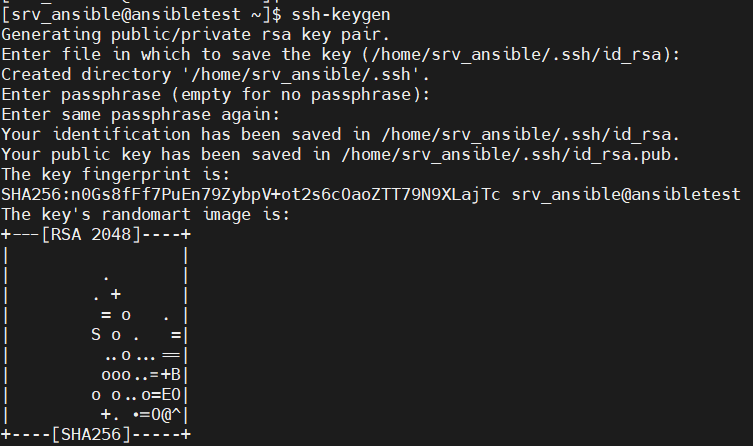 [srv_ansible@ansibletest ~]$ ssh-keygen
Generating public/private rsa key pair.
Enter file in which to save the key (/home/srv_ansible/.ssh/id_rsa):
Created directory '/home/srv_ansible/.ssh'.
Enter passphrase (empty for no passphrase):
Enter same passphrase again:
Your identification has been saved in /home/srv_ansible/.ssh/id_rsa.
Your public key has been saved in /home/srv_ansible/.ssh/id_rsa.pub.
The key fingerprint is:
SHA256:n0Gs8fFf7PuEn79ZybpV+ot2s6cOaoZTT79N9XLajTc srv_ansible@ansibletest
The key's randomart image is:
+---[RSA 2048]----+
|                 |
|         .       |
|        . +      |
|         = o   . |
|        S o .   =|
|         ..o... ==|
|         ooo..=+B|
|        o o..o=EO|
|         +. .=O@^|
+----[SHA256]-----+